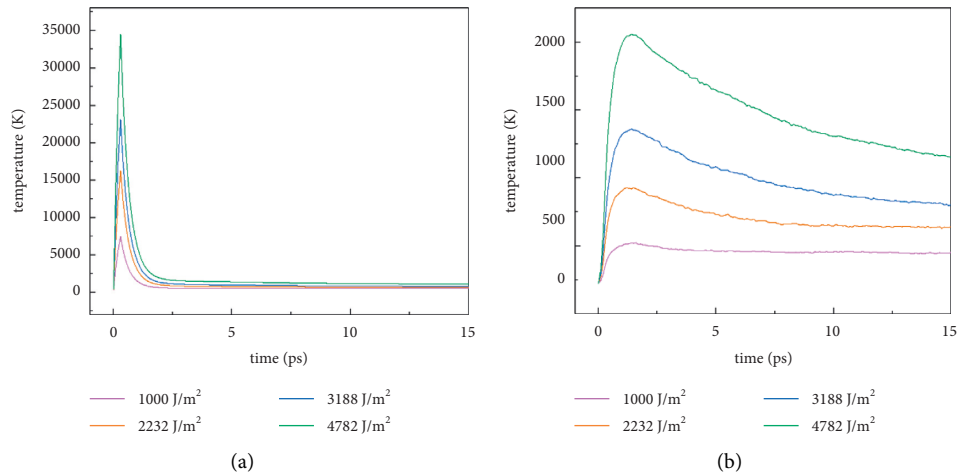 35000
30000
25000
20000
15000
10000
5000
0
temperature (K)
0 5 10 15
time (ps)
1000 J/m²
2232 J/m²
3188 J/m²
4782 J/m²
(a)
2000
1500
1000
500
0
temperature (K)
0 5 10 15
time (ps)
1000 J/m²
2232 J/m²
3188 J/m²
4782 J/m²
(b)